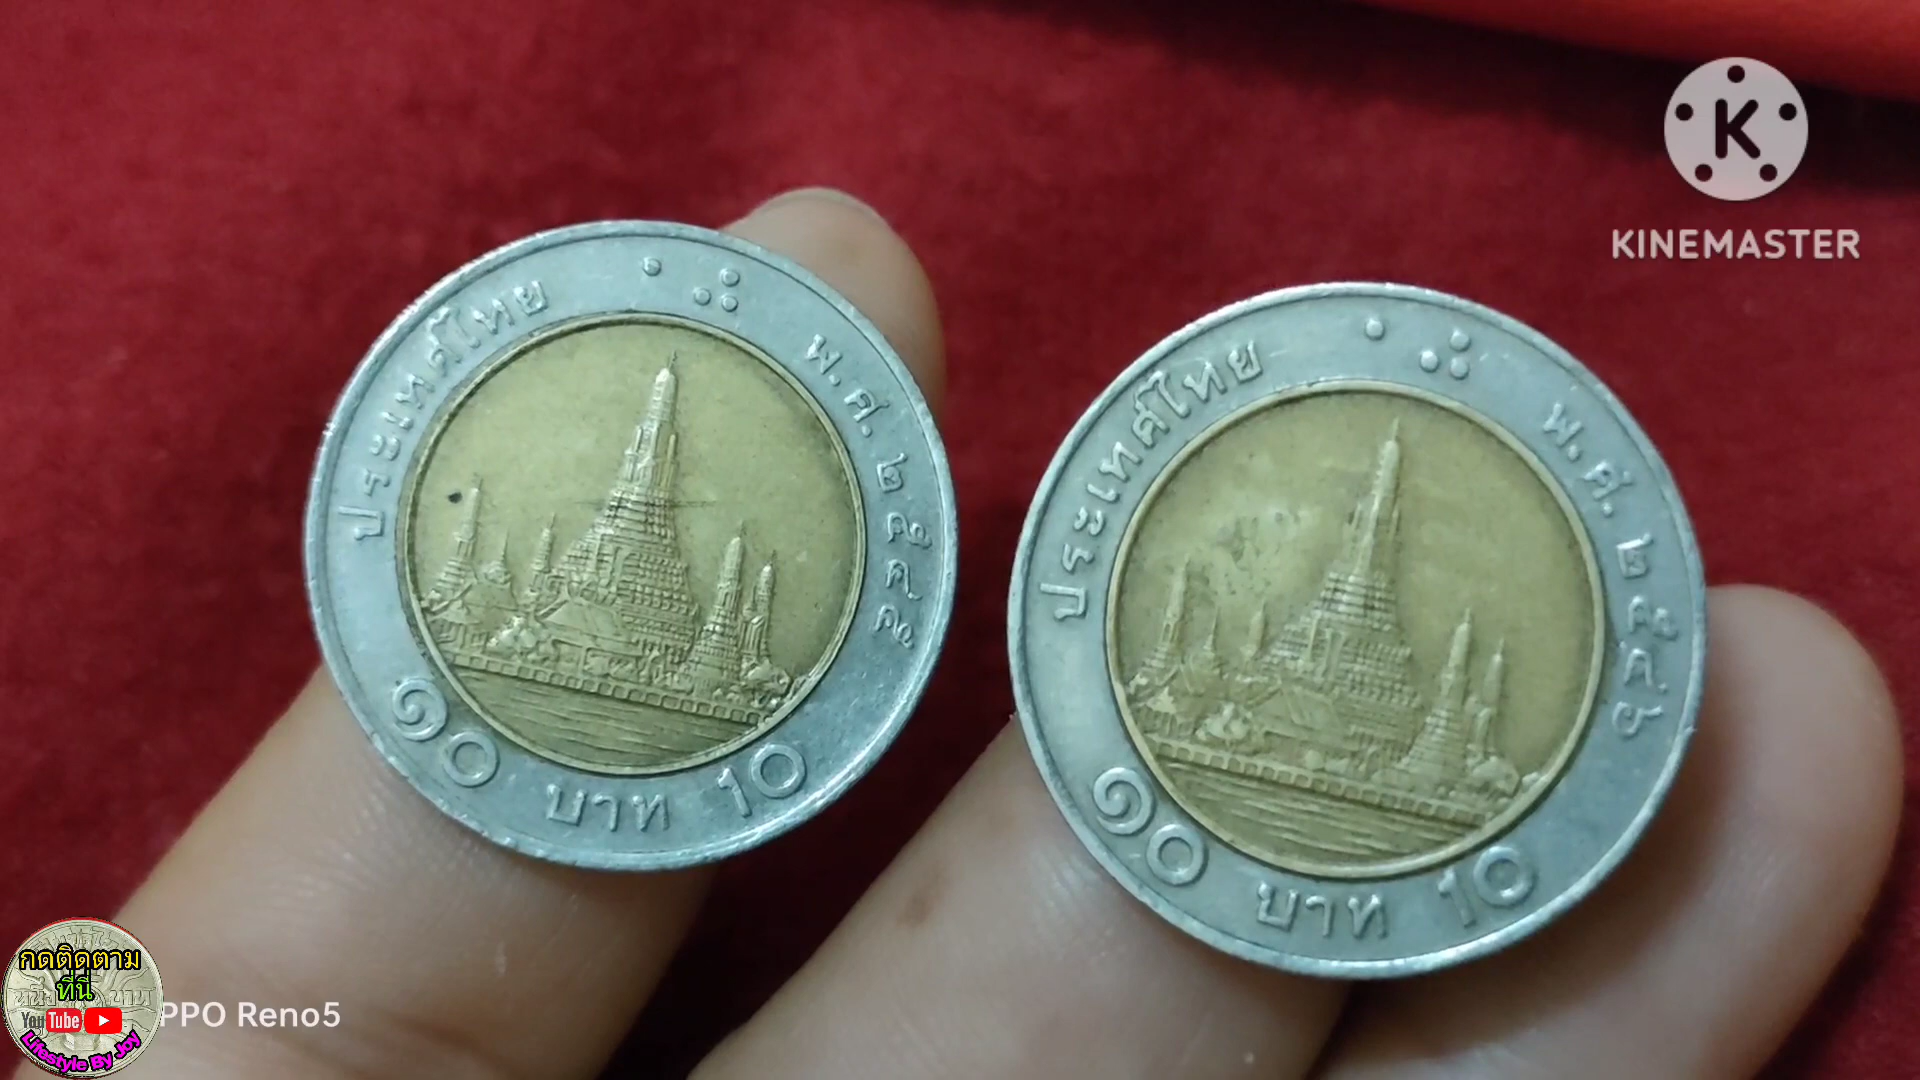 K
KINEMASTER
ประเทศไทย
พ.ศ. ๒๕๔๕
๑๐ บาท 10
ประเทศไทย
พ.ศ. ๒๕๔๖
๑๐ บาท 10
กดติดตาม
ที่นี่
YouTube
Lifestyle By Joy
PPO Reno5